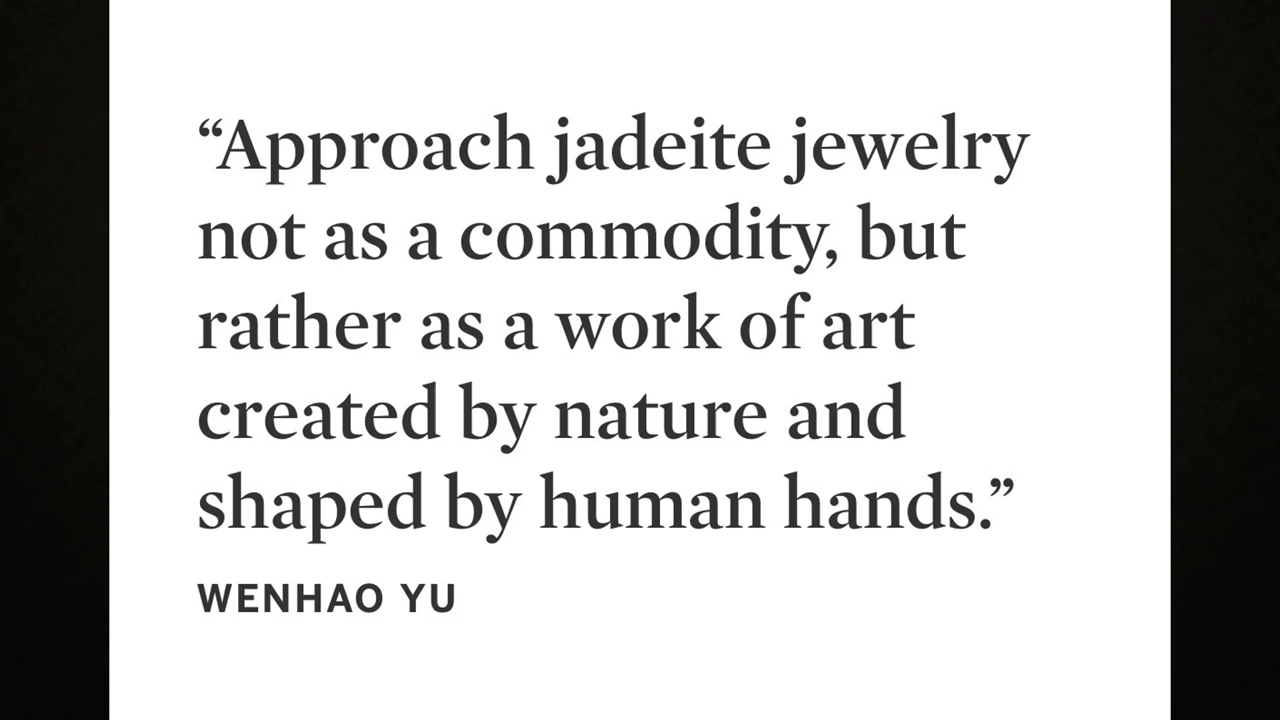 “Approach jadeite jewelry
not as a commodity, but
rather as a work of art
created by nature and
shaped by human hands.”
WENHAO YU